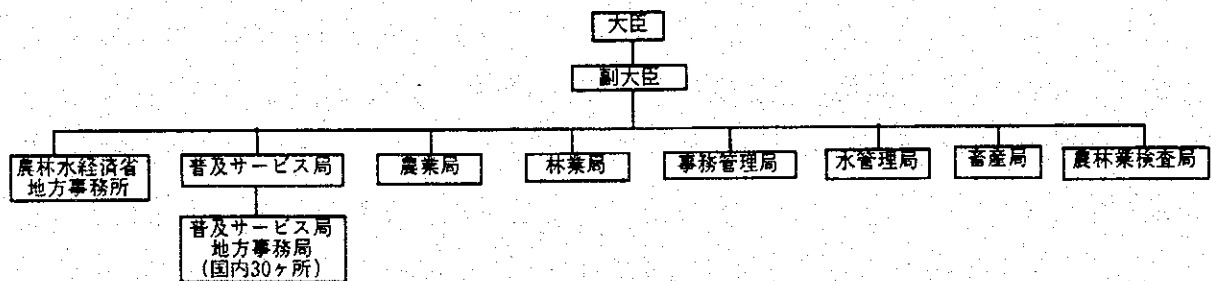 大臣
副大臣
農林水経済省
地方事務所
普及サービス局
農業局
林業局
事務管理局
水管理局
畜産局
農林業検査局
普及サービス局
地方事務局
(国内30ヶ所)